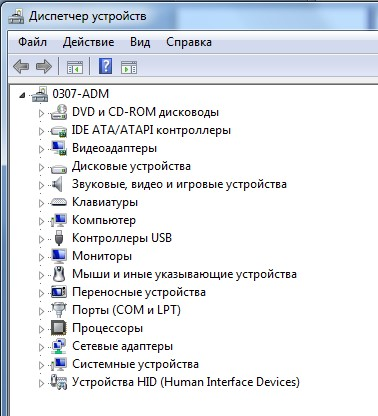 Диспетчер устройств
Файл Действие Вид Справка
0307-ADM
DVD и CD-ROM дисководы
IDE ATA/ATAPI контроллеры
Видеоадаптеры
Дисковые устройства
Звуковые, видео и игровые устройства
Клавиатуры
Компьютер
Контроллеры USB
Мониторы
Мыши и иные указывающие устройства
Переносные устройства
Порты (COM и LPT)
Процессоры
Сетевые адаптеры
Системные устройства
Устройства HID (Human Interface Devices)